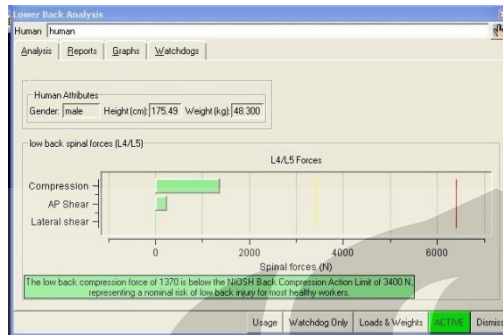 Lower Back Analysis
Human human
Analysis Reports Graphs Watchdogs
Human Attributes
Gender: male Height(cm): 175.49 Weight(kg): 48.300
low back spinal forces (L4/L5)
L4/L5 Forces
Compression
AP Shear
Lateral shear
0 2000 4000 6000
Spinal forces (N)
The low back compression force of 1370 is below the NIOSH Back Compression Action Limit of 3400 N,
representing a nominal risk of low back injury for most healthy workers.
Usage Watchdog Only Loads & Weights ACTIVE Dismiss